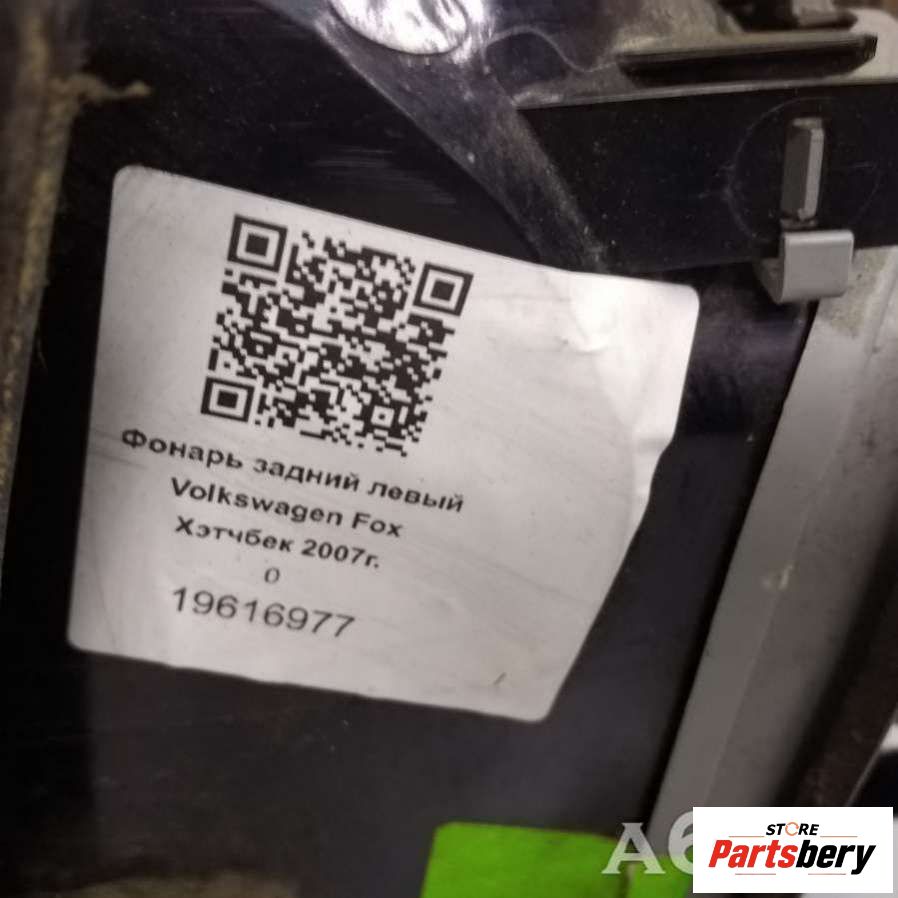 Фонарь задний левый
Volkswagen Fox
Хэтчбек 2007г.
0
19616977
STORE
Partsbery